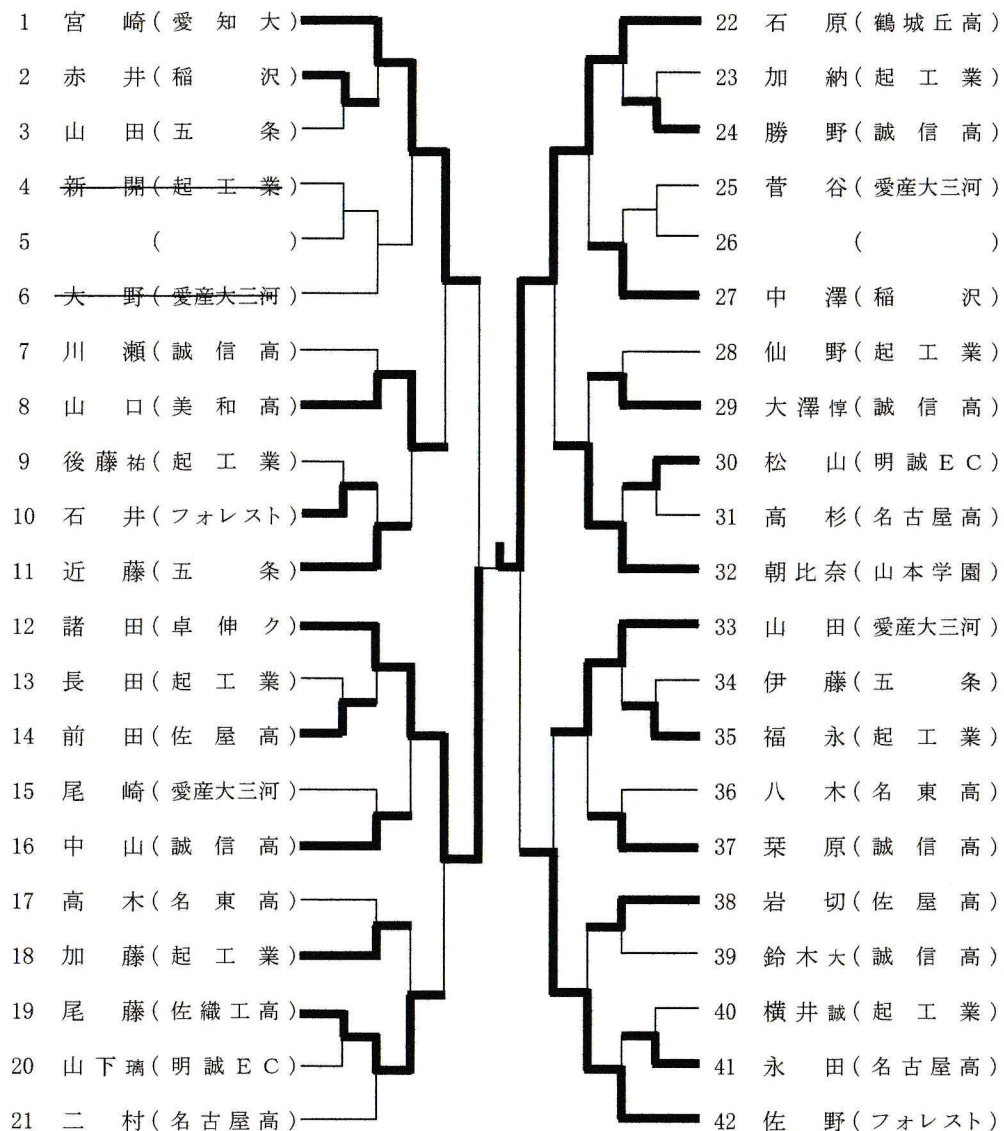 1 宮崎(愛知大)
2 赤井(稲沢)
3 山田(五条)
4 新開(起工業)
5 ( )
6 大野(愛産大三河)
7 川瀬(誠信高)
8 山口(美和高)
9 後藤祐(起工業)
10 石井(フォレスト)
11 近藤(五条)
12 諸田(卓伸ク)
13 長田(起工業)
14 前田(佐屋高)
15 尾崎(愛産大三河)
16 中山(誠信高)
17 高木(名東高)
18 加藤(起工業)
19 尾藤(佐織工高)
20 山下璃(明誠EC)
21 二村(名古屋高)
22 石原(鶴城丘高)
23 加納(起工業)
24 勝野(誠信高)
25 菅谷(愛産大三河)
26 ( )
27 中澤(稲沢)
28 仙野(起工業)
29 大澤惇(誠信高)
30 松山(明誠EC)
31 高杉(名古屋高)
32 朝比奈(山本学園)
33 山田(愛産大三河)
34 伊藤(五条)
35 福永(起工業)
36 八木(名東高)
37 栞原(誠信高)
38 岩切(佐屋高)
39 鈴木大(誠信高)
40 横井誠(起工業)
41 永田(名古屋高)
42 佐野(フォレスト)